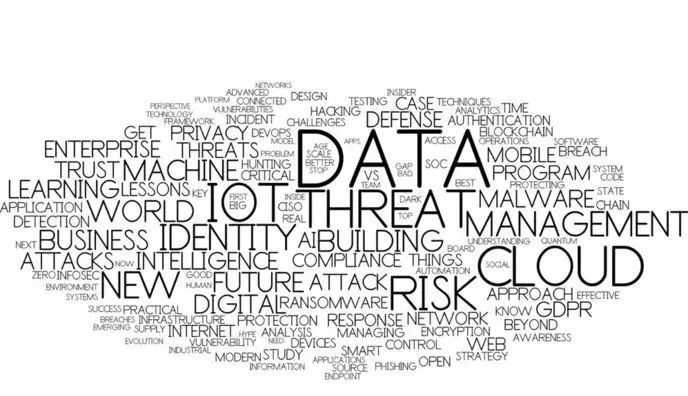 NETWORKS
ADVANCED DESIGN INSIDER
PERSPECTIVE PLATFORM CONNECTED HACKING TESTING CASE TECHNIQUES TIME
TECHNOLOGY VULNERABILITIES ANALYTICS
FRAMEWORK INCIDENT CHALLENGES DEFENSE AUTHENTICATION
GET PRIVACY DEVOPS MODEL APPS DATA ACCESS BLOCKCHAIN
ENTERPRISE THREATS PROBLEM AGE SCALE BETTER STOP OPERATIONS SOFTWARE
TRUST MACHINE HUNTING CRITICAL VS TEAM GAP BAD SOC MOBILE BREACH
LEARNING LESSONS KEY FIRST BIG IOT INSIDE CISO REAL THREAT DARK TOP BEST PROGRAM SYSTEM CODE
PROTECTING STATE
APPLICATION WORLD MALWARE CHAIN
DETECTION MANAGEMENT
NEXT BUSINESS IDENTITY AI BUILDING BOARD UNDERSTANDING QUANTUM
ATTACKS NOW INTELLIGENCE COMPLIANCE THINGS CLOUD
ZERO INFOSEC NEW GOOD HUMAN FUTURE ATTACK RISK AUTOMATION SOCIAL
ENVIRONMENT SYSTEMS DIGITAL RANSOMWARE APPROACH EFFECTIVE
SUCCESS PRACTICAL KNOW GDPR
BREACHES INFRASTRUCTURE PROTECTION RESPONSE NETWORK BEYOND
EMERGING SUPPLY INTERNET HYPE ANALYSIS MANAGING ENCRYPTION AWARENESS
EVOLUTION VULNERABILITY NEED DEVICES CONTROL WEB
INDUSTRIAL MODERN STUDY SMART STRATEGY
INFORMATION APPLICATIONS SOURCE PHISHING OPEN
ENDPOINT